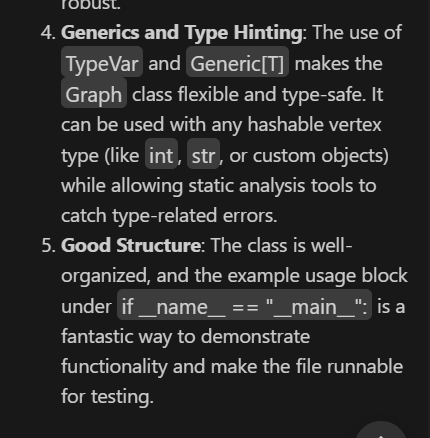 robust.
4. Generics and Type Hinting: The use of
TypeVar and Generic[T] makes the
Graph class flexible and type-safe. It
can be used with any hashable vertex
type (like int, str, or custom objects)
while allowing static analysis tools to
catch type-related errors.
5. Good Structure: The class is well-
organized, and the example usage block
under if __name__ == "__main__": is a
fantastic way to demonstrate
functionality and make the file runnable
for testing.